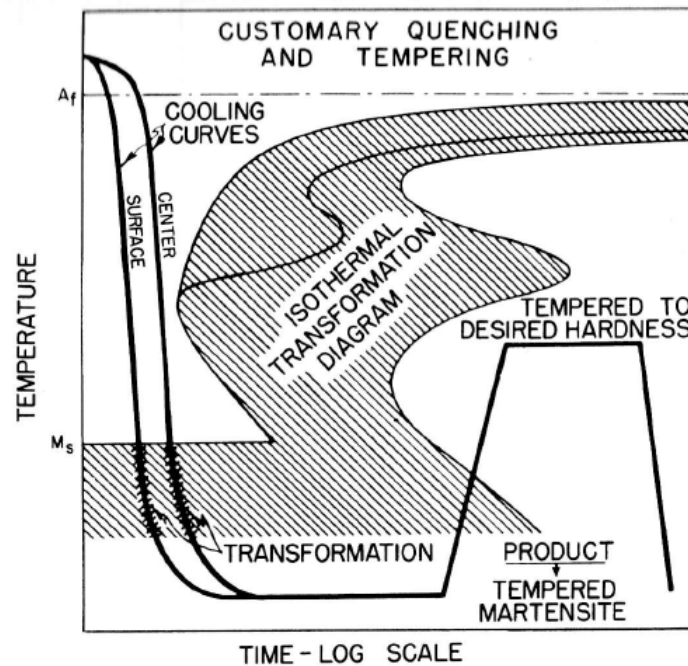 CUSTOMARY QUENCHING
AND TEMPERING
Af
COOLING
CURVES
SURFACE
CENTER
TEMPERATURE
ISOTHERMAL
TRANSFORMATION
DIAGRAM
TEMPERED TO
DESIRED HARDNESS
Ms
TRANSFORMATION
PRODUCT
TEMPERED
MARTENSITE
TIME-LOG SCALE